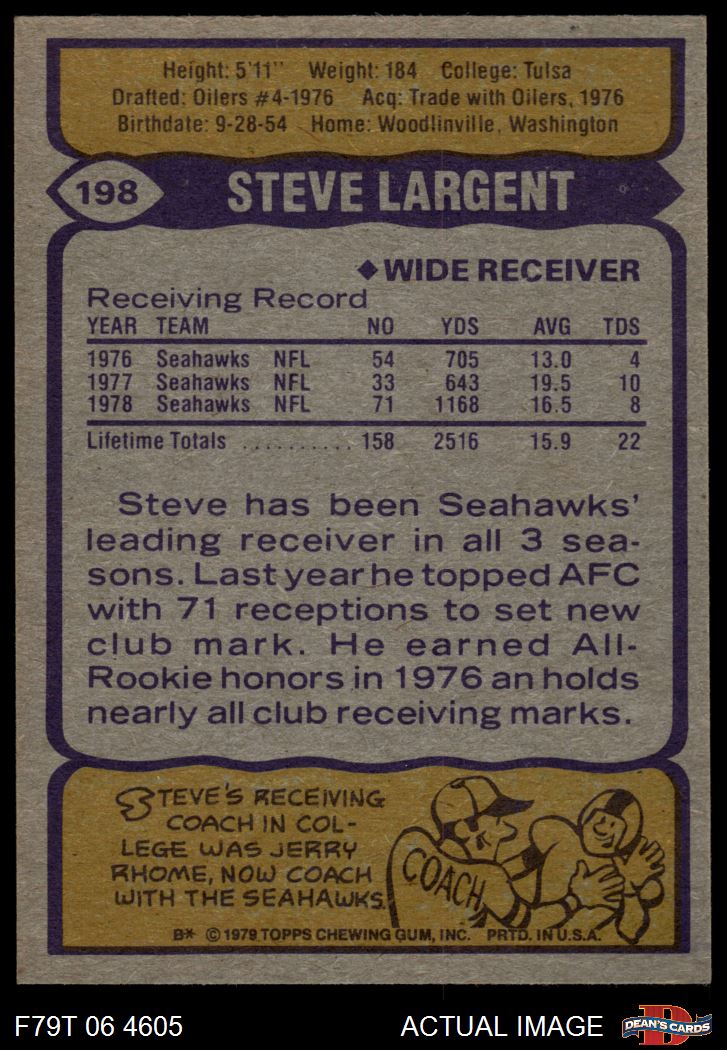 Height: 5'11" Weight: 184 College: Tulsa
Drafted: Oilers #4-1976 Acq: Trade with Oilers, 1976
Birthdate: 9-28-54 Home: Woodlinville, Washington
198 STEVE LARGENT
◆WIDE RECEIVER
Receiving Record
YEAR TEAM NO YDS AVG TDS
1976 Seahawks NFL 54 705 13.0 4
1977 Seahawks NFL 33 643 19.5 10
1978 Seahawks NFL 71 1168 16.5 8
Lifetime Totals .......... 158 2516 15.9 22
Steve has been Seahawks'
leading receiver in all 3 sea-
sons. Last year he topped AFC
with 71 receptions to set new
club mark. He earned All-
Rookie honors in 1976 an holds
nearly all club receiving marks.
STEVE'S RECEIVING
COACH IN COL-
LEGE WAS JERRY
RHOME, NOW COACH
WITH THE SEAHAWKS.
COACH
B* © 1979 TOPPS CHEWING GUM, INC. PRTD. IN U.S.A.
F79T 06 4605 ACTUAL IMAGE
D
DEAN'S CARDS